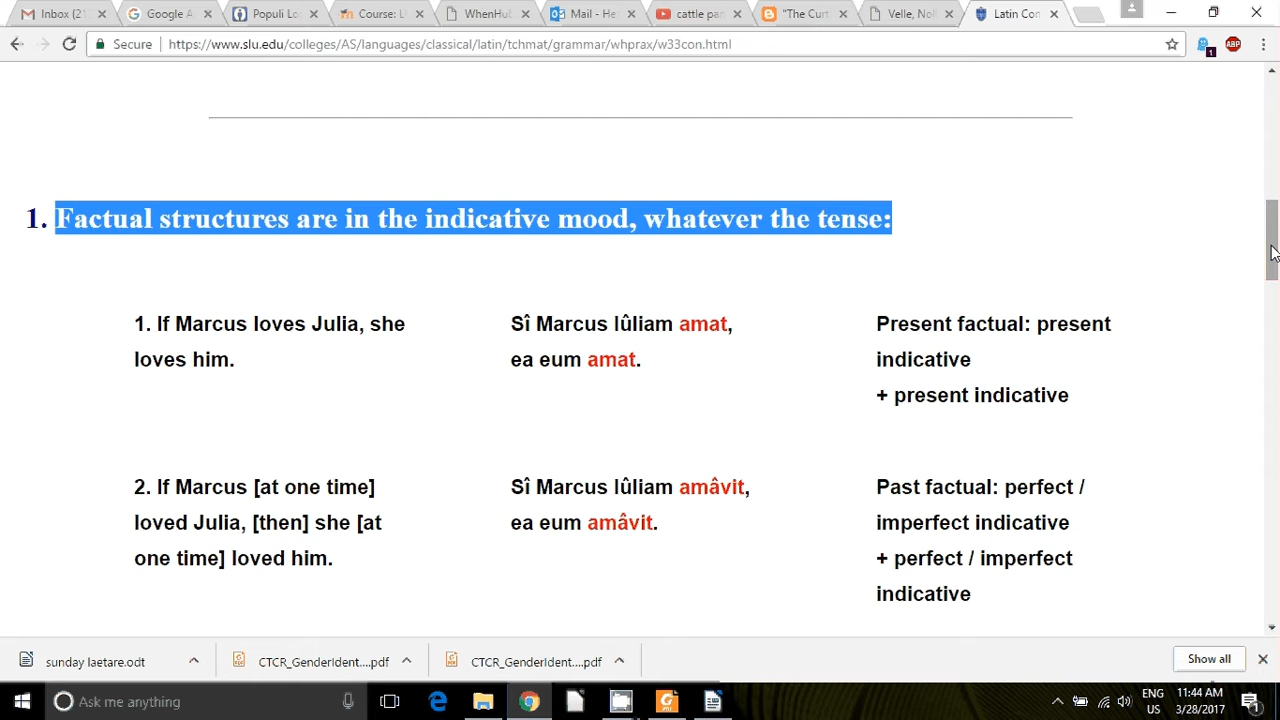 Inbox (21
Google A
Populi Lo
Course: L
WhenHub
Mail - He
cattle pan
"The Curt
Velle, Nol
Latin Con
Secure https://www.slu.edu/colleges/AS/languages/classical/latin/tchmat/grammar/whprax/w33con.html
1
ABP
1. Factual structures are in the indicative mood, whatever the tense:
1. If Marcus loves Julia, she
loves him.
Sî Marcus Iûliam amat,
ea eum amat.
Present factual: present
indicative
+ present indicative
2. If Marcus [at one time]
loved Julia, [then] she [at
one time] loved him.
Sî Marcus Iûliam amâvit,
ea eum amâvit.
Past factual: perfect /
imperfect indicative
+ perfect / imperfect
indicative
sunday laetare.odt
CTCR_GenderIdent....pdf
CTCR_GenderIdent....pdf
Show all
Ask me anything
ENG
US
11:44 AM
3/28/2017
1